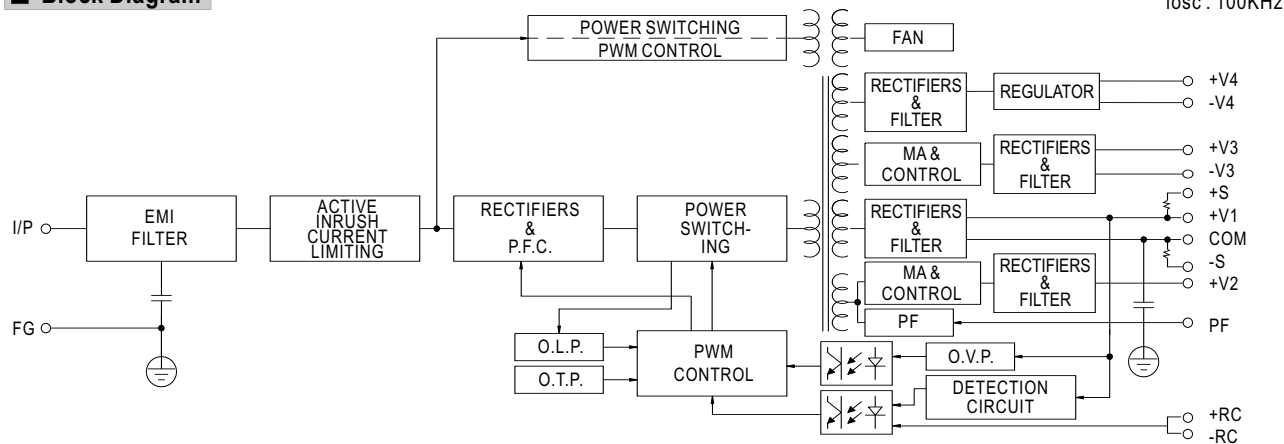 ■ Block Diagram
fosc : 100KHz
POWER SWITCHING
PWM CONTROL
FAN
RECTIFIERS
&
FILTER
REGULATOR
+V4
-V4
MA &
CONTROL
RECTIFIERS
&
FILTER
+V3
-V3
I/P
EMI
FILTER
ACTIVE
INRUSH
CURRENT
LIMITING
RECTIFIERS
&
P.F.C.
POWER
SWITCH-
ING
RECTIFIERS
&
FILTER
+S
+V1
COM
-S
MA &
CONTROL
RECTIFIERS
&
FILTER
+V2
PF
PF
FG
O.L.P.
O.T.P.
PWM
CONTROL
O.V.P.
DETECTION
CIRCUIT
+RC
-RC